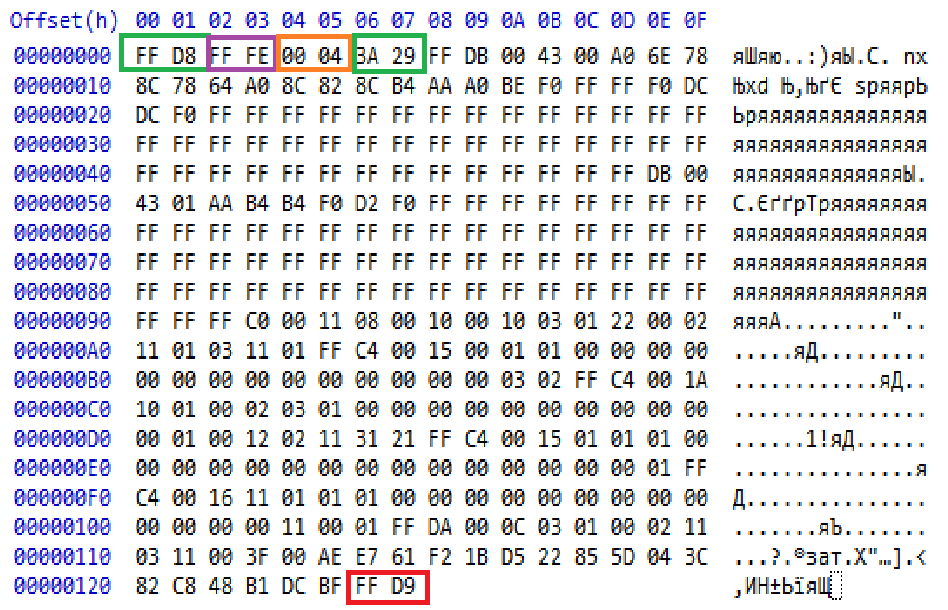 Offset(h) 00 01 02 03 04 05 06 07 08 09 0A 0B 0C 0D 0E 0F
00000000 FF D8 FF FE 00 04 3A 29 FF DB 00 43 00 A0 6E 78 яШяю..:)яЫ.C. nx
00000010 8C 78 64 A0 8C 82 8C B4 AA A0 BE F0 FF FF F0 DC Њxd Њ‚ЊґЄ ѕряярЬ
00000020 DC F0 FF FF FF FF FF FF FF FF FF FF FF FF FF FF Ьряяяяяяяяяяяяяя
00000030 FF FF FF FF FF FF FF FF FF FF FF FF FF FF FF FF яяяяяяяяяяяяяяяя
00000040 FF FF FF FF FF FF FF FF FF FF FF FF FF FF DB 00 яяяяяяяяяяяяяяЫ.
00000050 43 01 AA B4 B4 F0 D2 F0 FF FF FF FF FF FF FF FF C.ЄґґрТряяяяяяяя
00000060 FF FF FF FF FF FF FF FF FF FF FF FF FF FF FF FF яяяяяяяяяяяяяяяя
00000070 FF FF FF FF FF FF FF FF FF FF FF FF FF FF FF FF яяяяяяяяяяяяяяяя
00000080 FF FF FF FF FF FF FF FF FF FF FF FF FF FF FF FF яяяяяяяяяяяяяяяя
00000090 FF FF FF C0 00 11 08 00 10 00 10 03 01 22 00 02 яяяА........."..
000000A0 11 01 03 11 01 FF C4 00 15 00 01 01 00 00 00 00 .....яД.........
000000B0 00 00 00 00 00 00 00 00 00 00 03 02 FF C4 00 1A ............яД..
000000C0 10 01 00 02 03 01 00 00 00 00 00 00 00 00 00 00 ................
000000D0 00 01 00 12 02 11 31 21 FF C4 00 15 01 01 01 00 ......1!яД......
000000E0 00 00 00 00 00 00 00 00 00 00 00 00 00 00 01 FF ...............я
000000F0 C4 00 16 11 01 01 01 00 00 00 00 00 00 00 00 00 Д...............
00000100 00 00 00 00 11 00 01 FF DA 00 0C 03 01 00 02 11 .......яЪ.......
00000110 03 11 00 3F 00 AE E7 61 F2 1B D5 22 85 5D 04 3C ...?.®зaт.Х"…].<
00000120 82 C8 48 B1 DC BF FF D9 ‚ИH±ЬїяЩ